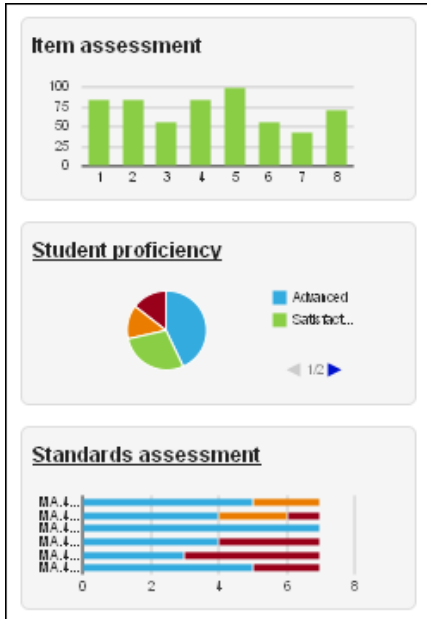 Item assessment
100
75
50
25
0
1 2 3 4 5 6 7 8
Student proficiency
Advanced
Satisfact...
1/2
Standards assessment
MA.4...
MA.4...
MA.4...
MA.4...
MA.4...
MA.4...
0 2 4 6 8